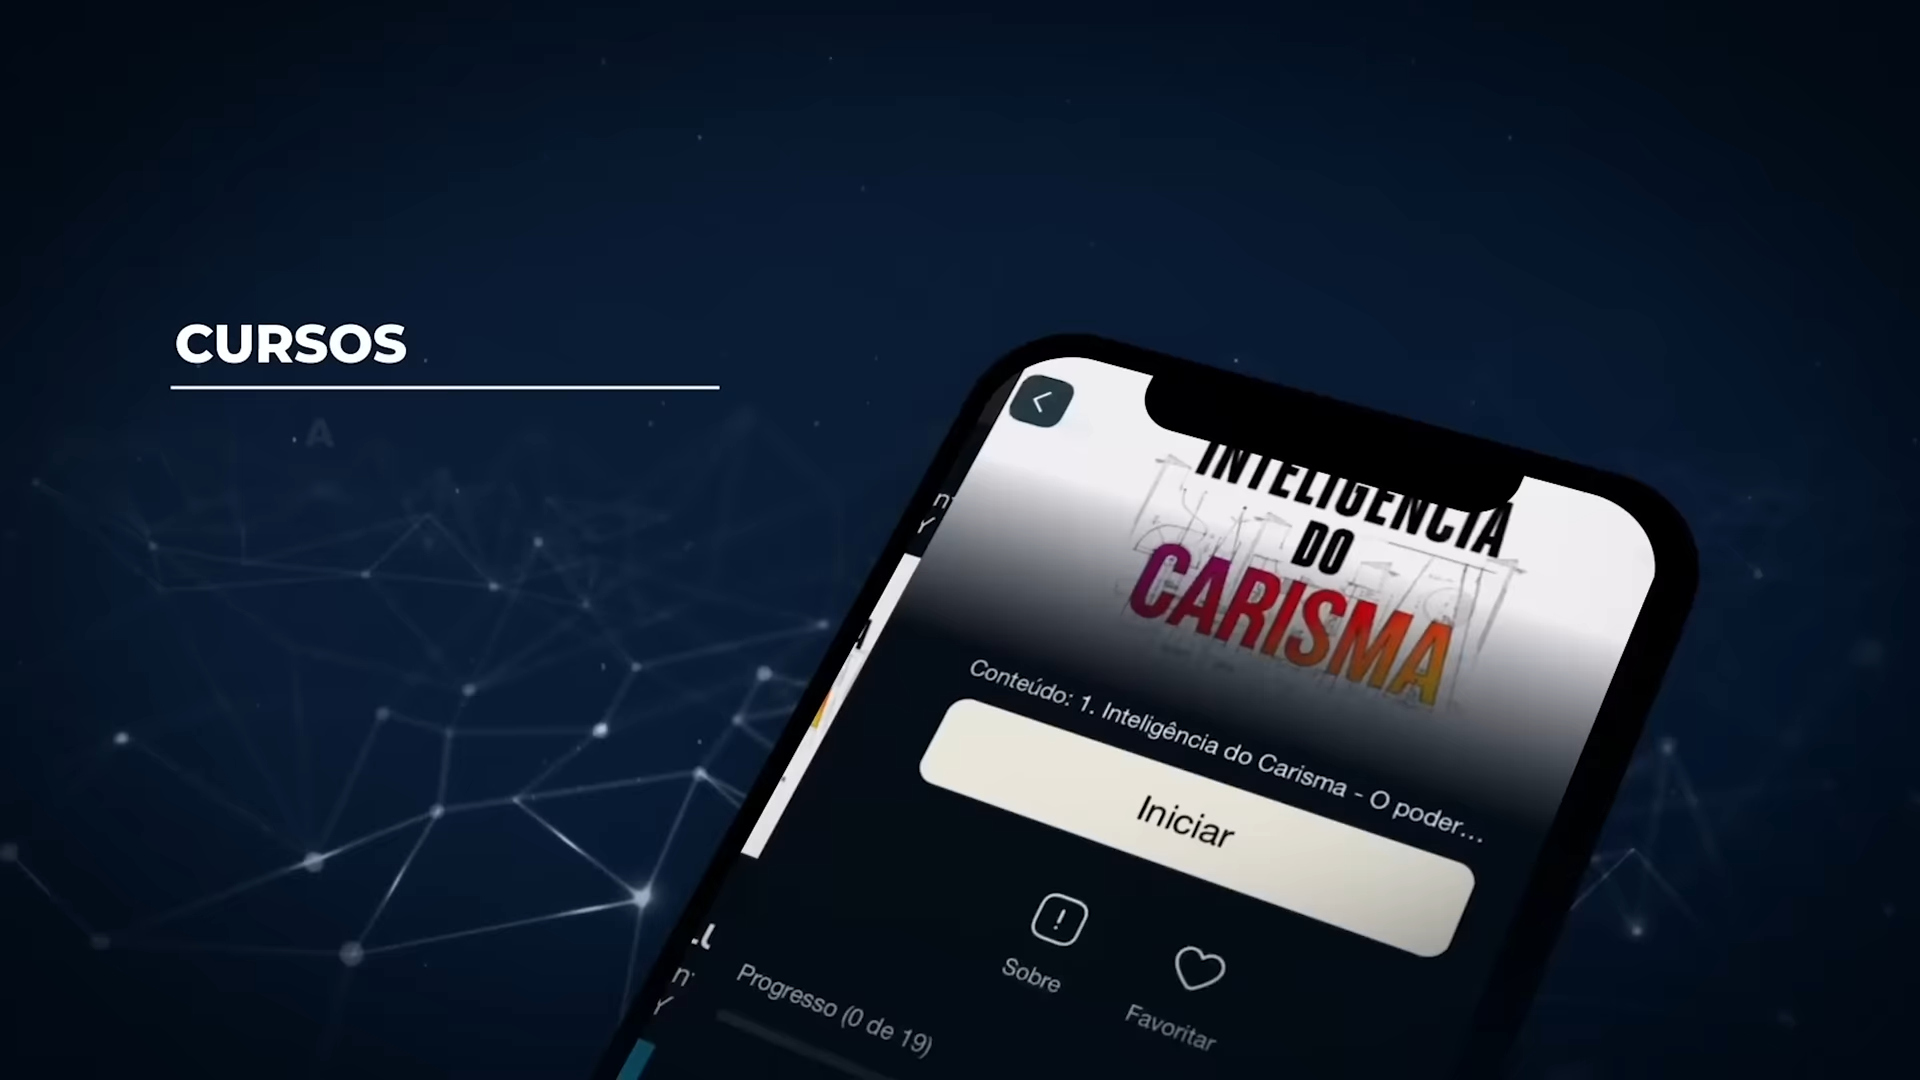 CURSOS
A
INTELIGÊNCIA
DO
CARISMA
Conteúdo: 1. Inteligência do Carisma - O poder...
Iniciar
Sobre
Favoritar
Progresso (0 de 19)